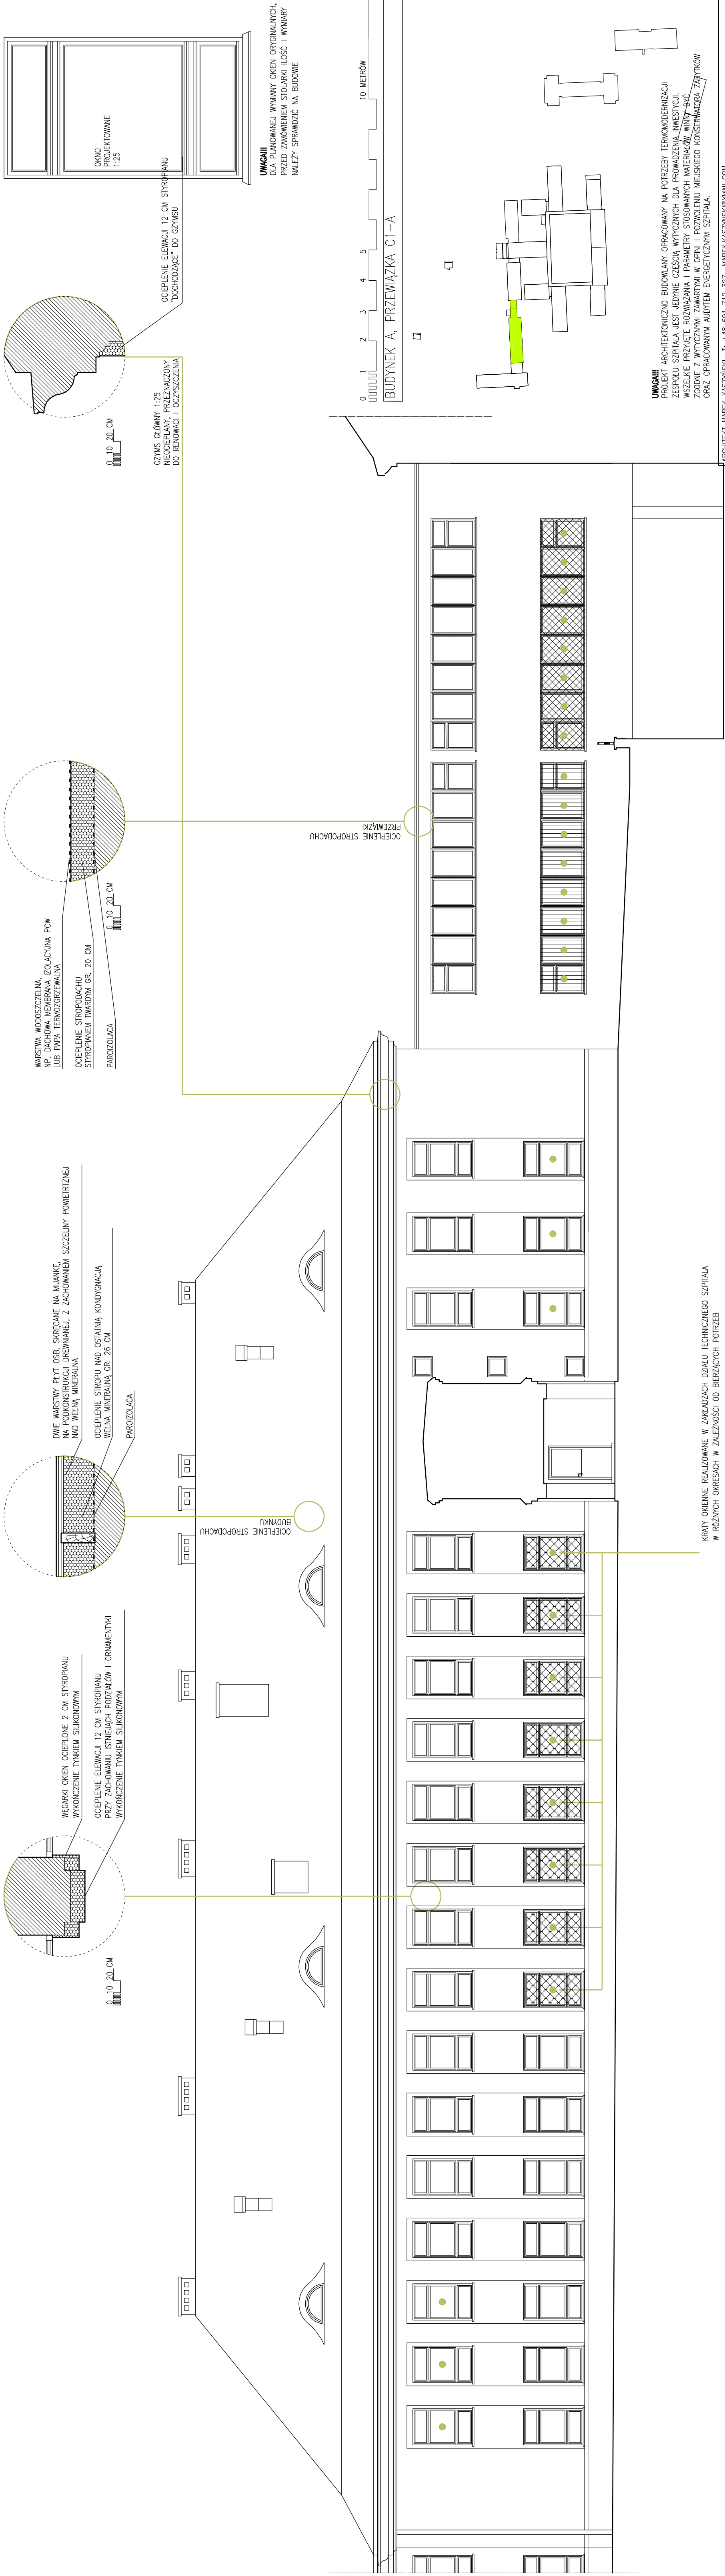 WĘGARKI OKIEN OCIEPLONE 2 CM STYROPIANU
WYKOŃCZENIE TYNKIEM SILIKONOWYM
OCIEPLENIE ELEWACJI 12 CM STYROPIANU
PRZY ZACHOWANIU ISTNIEJĄCH PODZIAŁÓW I ORNAMENTYKI
WYKOŃCZENIE TYNKIEM SILIKONOWYM
0 10 20 CM
DWIE WARSTWY PŁYT OSB, SKRĘCANE NA MIJANKĘ,
NA PODKONSTRUKCJI DREWNIANEJ, Z ZACHOWANIEM SZCZELINY POWIETRZNEJ
NAD WEŁNĄ MINERALNA
OCIEPLENIE STROPU NAD OSTATNIĄ KONDYGNACJĄ
WEŁNA MINERALNĄ GR. 26 CM
PAROIZOLACA
WARSTWA WODOSZCZELNA,
NP. DACHOWA MEMBRANA IZOLACYJNA PCW
LUB PAPA TERMOZGRZEWALNA
OCIEPLENIE STROPODACHU
STYROPIANEM TWARDYM GR. 20 CM
PAROIZOLACA
0 10 20 CM
0 10 20 CM
GZYMS GŁÓWNY 1:25
NIEOCIEPLANY, PRZEZNACZONY
DO RENOWACJI I OCZYSZCZENIA
OCIEPLENIE ELEWACJI 12 CM STYROPIANU
"DOCHODZĄCE" DO GZYMSU
OKNO
PROJEKTOWANE
1:25
UWAGA!!!
DLA PLANOWANEJ WYMIANY OKIEN ORYGINALNYCH,
PRZED ZAMÓWIENIEM STOLARKI ILOŚĆ I WYMIARY
NALEŻY SPRAWDZIĆ NA BUDOWIE
OCIEPLENIE STROPODACHU
BUDYNKU
OCIEPLENIE STROPODACHU
PRZEWIĄZKI
0 1 2 3 4 5 10 METRÓW
BUDYNEK A, PRZEWIĄZKA C1-A
UWAGA!!!
PROJEKT ARCHITEKTONICZNO BUDOWLANY OPRACOWANY NA POTRZEBY TERMOMODERNIZACJI
ZESPOŁU SZPITALA JEST JEDYNIE CZĘŚCIĄ WYTYCZNYCH DLA PROWADZENIA INWESTYCJI.
WSZELKIE PRZYJĘTE ROZWIĄZANIA I PARAMETRY STOSOWANYCH MATERIAŁÓW WINNY BYĆ
ZGODNE Z WYTYCZNYMI ZAWARTYMI W OPINII I POZWOLENIU MIEJSKIEGO KONSERWATORA ZABYTKÓW
ORAZ OPRACOWANYM AUDYTEM ENERGETYCZNYM SZPITALA.
KRATY OKIENNE REALIZOWANE W ZAKŁADZACH DZIAŁU TECHNICZNEGO SZPITALA
W RÓŻNYCH OKRESACH W ZALEŻNOŚCI OD BIERZĄCYCH POTRZEB